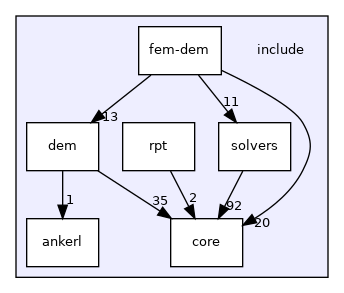 fem-dem
include
13
11
dem
rpt
solvers
1
35
2
92
20
ankerl
core